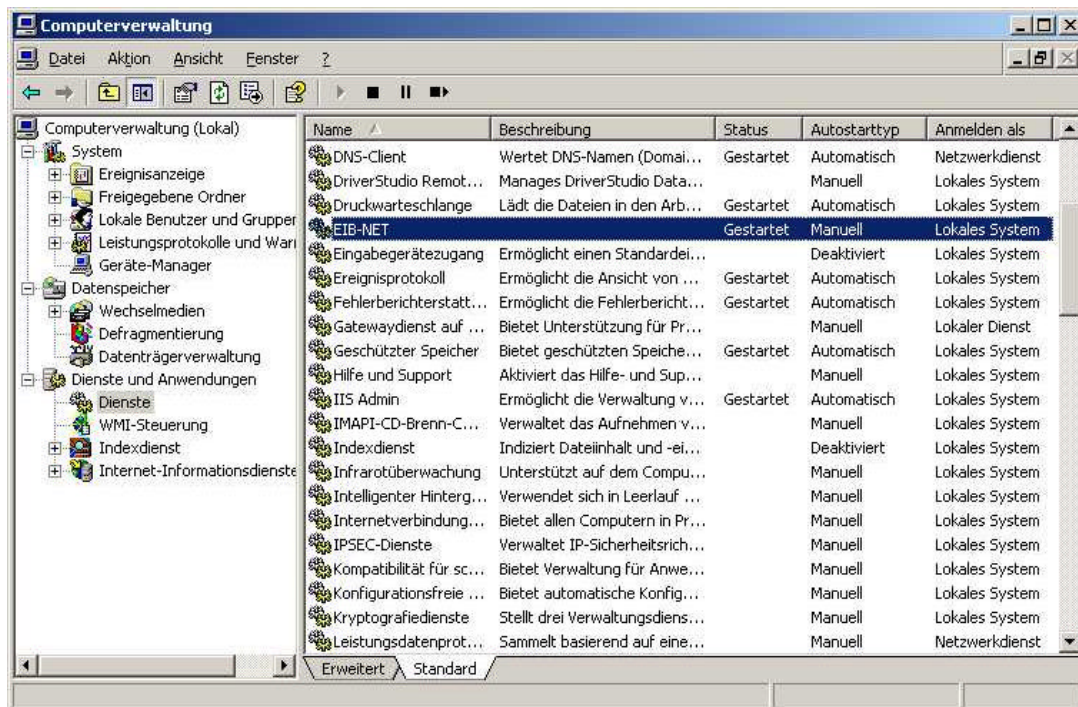 Computerverwaltung
Datei Aktion Ansicht Fenster ?
Computerverwaltung (Lokal)
System
Ereignisanzeige
Freigegebene Ordner
Lokale Benutzer und Gruppen
Leistungsprotokolle und Warn
Geräte-Manager
Datenspeicher
Wechselmedien
Defragmentierung
Datenträgerverwaltung
Dienste und Anwendungen
Dienste
WMI-Steuerung
Indexdienst
Internet-Informationsdienste
Name Beschreibung Status Autostarttyp Anmelden als
DNS-Client Wertet DNS-Namen (Domai... Gestartet Automatisch Netzwerkdienst
DriverStudio Remot... Manages DriverStudio Data... Manuell Lokales System
Druckwarteschlange Lädt die Dateien in den Arb... Gestartet Automatisch Lokales System
EIB-NET Gestartet Manuell Lokales System
Eingabegerätezugang Ermöglicht einen Standardei... Deaktiviert Lokales System
Ereignisprotokoll Ermöglicht die Ansicht von ... Gestartet Automatisch Lokales System
Fehlerberichterstatt... Ermöglicht die Fehlerbericht... Gestartet Automatisch Lokales System
Gatewaydienst auf ... Bietet Unterstützung für Pr... Manuell Lokaler Dienst
Geschützter Speicher Bietet geschützten Speiche... Gestartet Automatisch Lokales System
Hilfe und Support Aktiviert das Hilfe- und Sup... Manuell Lokales System
IIS Admin Ermöglicht die Verwaltung v... Gestartet Automatisch Lokales System
IMAPI-CD-Brenn-C... Verwaltet das Aufnehmen v... Manuell Lokales System
Indexdienst Indiziert Dateiinhalt und -ei... Deaktiviert Lokales System
Infrarotüberwachung Unterstützt auf dem Compu... Manuell Lokales System
Intelligenter Hinterg... Verwendet sich in Leerlauf ... Manuell Lokales System
Internetverbindung... Bietet allen Computern in Pr... Manuell Lokales System
IPSEC-Dienste Verwaltet IP-Sicherheitsrich... Manuell Lokales System
Kompatibilität für sc... Bietet Verwaltung für Anwe... Manuell Lokales System
Konfigurationsfreie ... Bietet automatische Konfig... Manuell Lokales System
Kryptografiedienste Stellt drei Verwaltungsdiens... Manuell Lokales System
Leistungsdatenprot... Sammelt basierend auf eine... Manuell Netzwerkdienst
Erweitert Standard